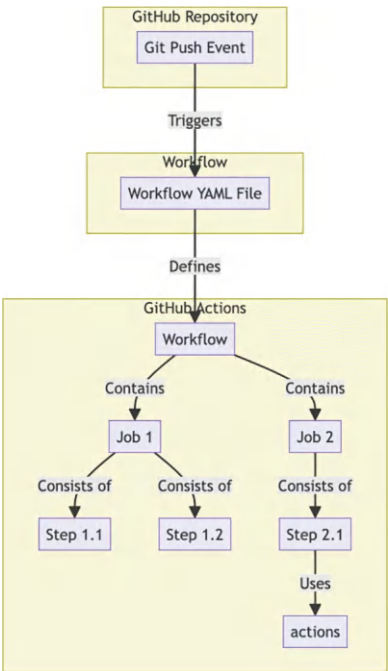 GitHub Repository
Git Push Event
Triggers
Workflow
Workflow YAML File
Defines
GitHub Actions
Workflow
Contains
Contains
Job 1
Job 2
Consists of
Consists of
Consists of
Step 1.1
Step 1.2
Step 2.1
Uses
actions